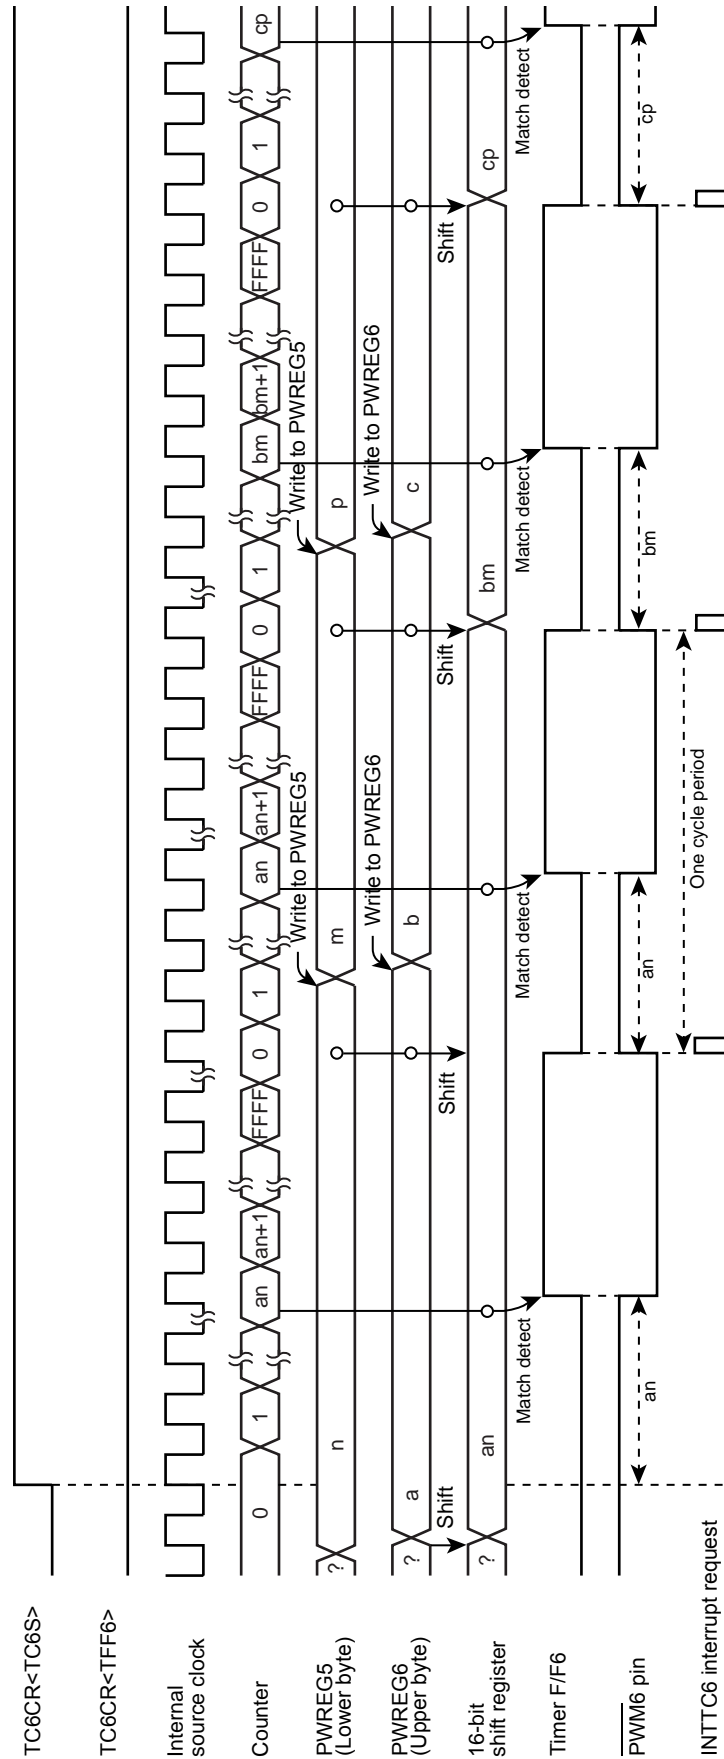 TC6CR<TC6S>
TC6CR<TFF6>
Internal
source clock
Counter
0
1
an
an+1
FFFF
0
1
an
an+1
FFFF
0
1
bm
bm+1
FFFF
0
1
cp
Write to PWREG5
Write to PWREG5
PWREG5
(Lower byte)
?
n
m
p
Write to PWREG6
Write to PWREG6
PWREG6
(Upper byte)
?
a
b
c
Shift
Shift
Shift
Shift
16-bit
shift register
?
an
bm
cp
Match detect
Match detect
Match detect
Match detect
Timer F/F6
PWM6 pin
an
an
bm
cp
One cycle period
INTTC6 interrupt request